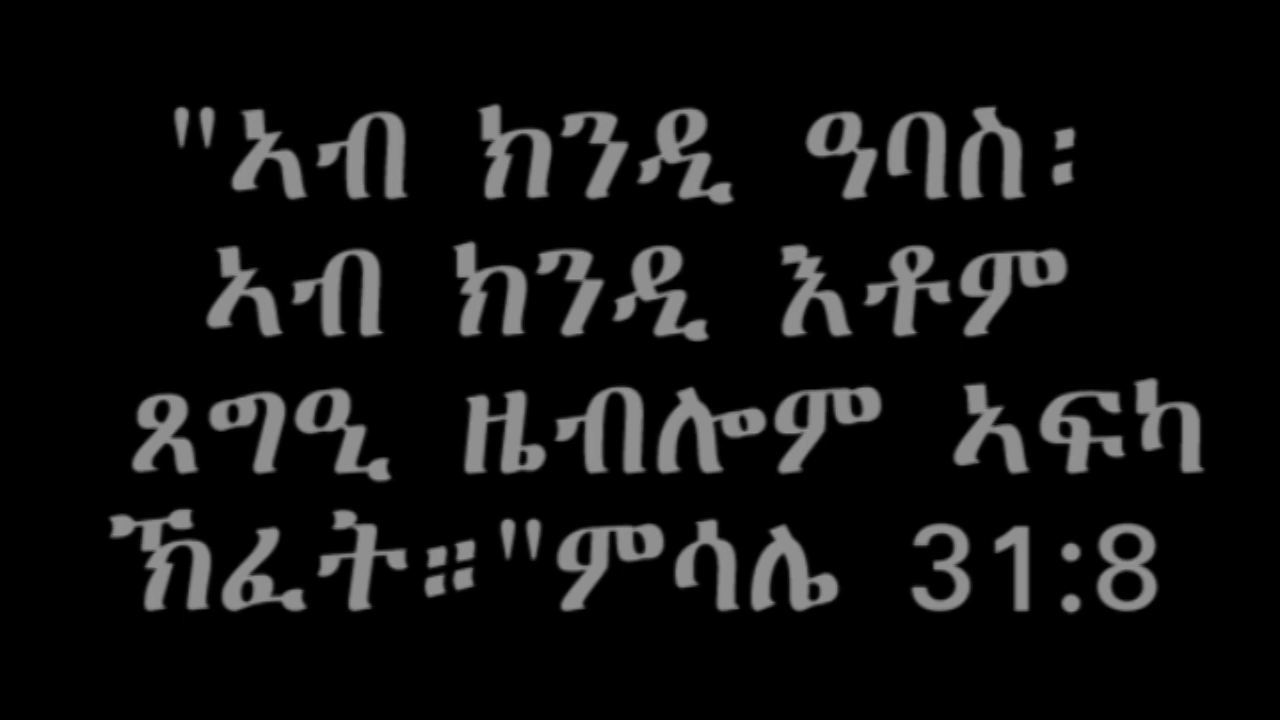 "ኣብ ክንዲ ዓባስ፡
ኣብ ክንዲ እቶም
ጸግዒ ዜብሎም ኣፍካ
ኽፈት።"ምሳሌ 31:8